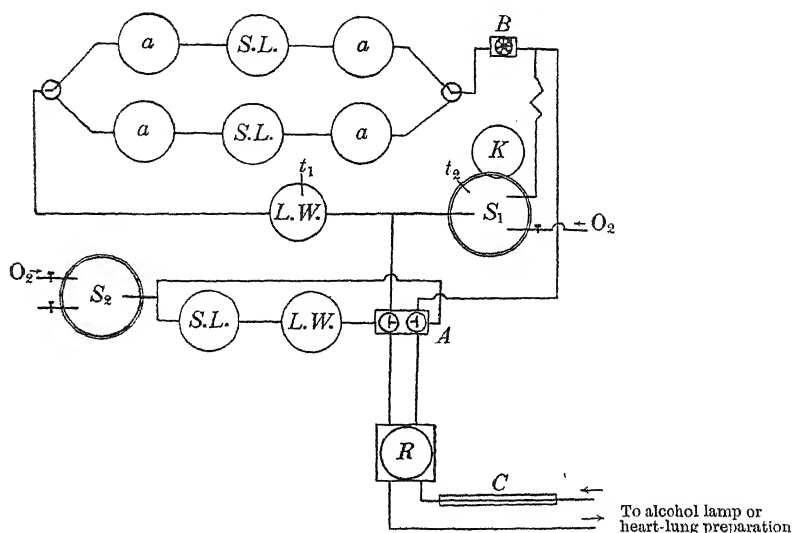 B
a S.L. a
a S.L. a
K
t₁
t₂
L.W.
S₁
O₂
O₂
S₂
S.L.
L.W.
A
R
C
To alcohol lamp or
heart-lung preparation